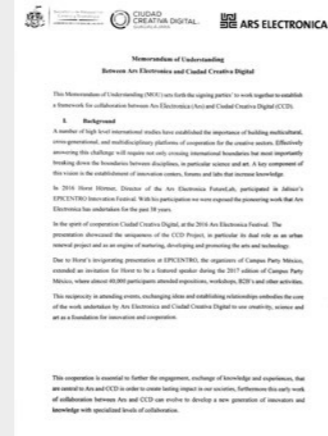 CIUDAD
CREATIVA DIGITAL.
ARS ELECTRONICA
Memorandum of Understanding
Between Ars Electronica and Ciudad Creativa Digital
This Memorandum of Understanding (MOU) sets forth the signing parties' to work together to establish
a framework for collaboration between Ars Electronica (Ars) and Ciudad Creativa Digital (CCD).
I. Background
A number of high level international studies have established the importance of building multicultural,
cross-generational, and multidisciplinary platforms of cooperation for the creative sectors. Effectively
answering this challenge will require not only crossing international boundaries but most importantly
breaking down the boundaries between disciplines, in particular science and art. A key component of
this vision is the establishment of innovation centers, forums and labs that increase knowledge.
In 2016 Horst Hörtner, Director of the Ars Electronica FutureLab, participated in Jalisco's
EPICENTRO Innovation Festival. With his participation we were exposed the pioneering work that Ars
Electronica has undertaken for the past 38 years.
In the spirit of cooperation Ciudad Creativa Digital, at the 2016 Ars Electronica Festival. The
presentation showcased the uniqueness of the CCD Project, in particular its dual role as an urban
renewal project and as an engine of nurturing, developing and promoting the arts and technology.
Due to Horst's invigorating presentation at EPICENTRO, the organizers of Campus Party México,
extended an invitation for Horst to be a featured speaker during the 2017 edition of Campus Party
México, where almost 40,000 participants attended expositions, workshops, B2B's and other activities.
This reciprocity in attending events, exchanging ideas and establishing relationships embodies the core
of the work undertaken by Ars Electronica and Ciudad Creativa Digital to use creativity, science and
art as a foundation for innovation and cooperation.
This cooperation is essential to further the engagement, exchange of knowledge and experiences, that
are central to Ars and CCD in order to create lasting impact in our societies, furthermore this early work
of collaboration between Ars and CCD can evolve to develop a new generation of innovators and
knowledge with specialized levels of collaboration.